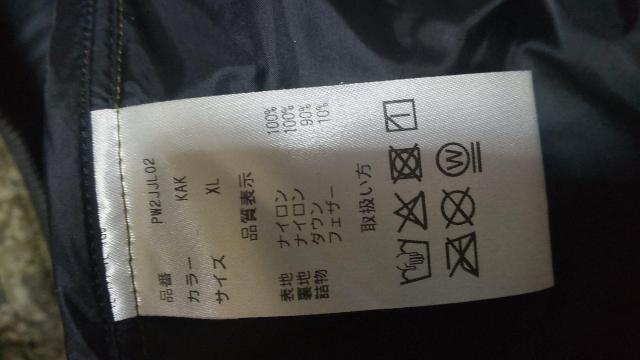 品番 PW2JJL02
カラー KAK
サイズ XL
品質表示
表地 ナイロン 100%
裏地 ナイロン 100%
詰物 ダウン 90%
フェザー 10%
取扱い方
W